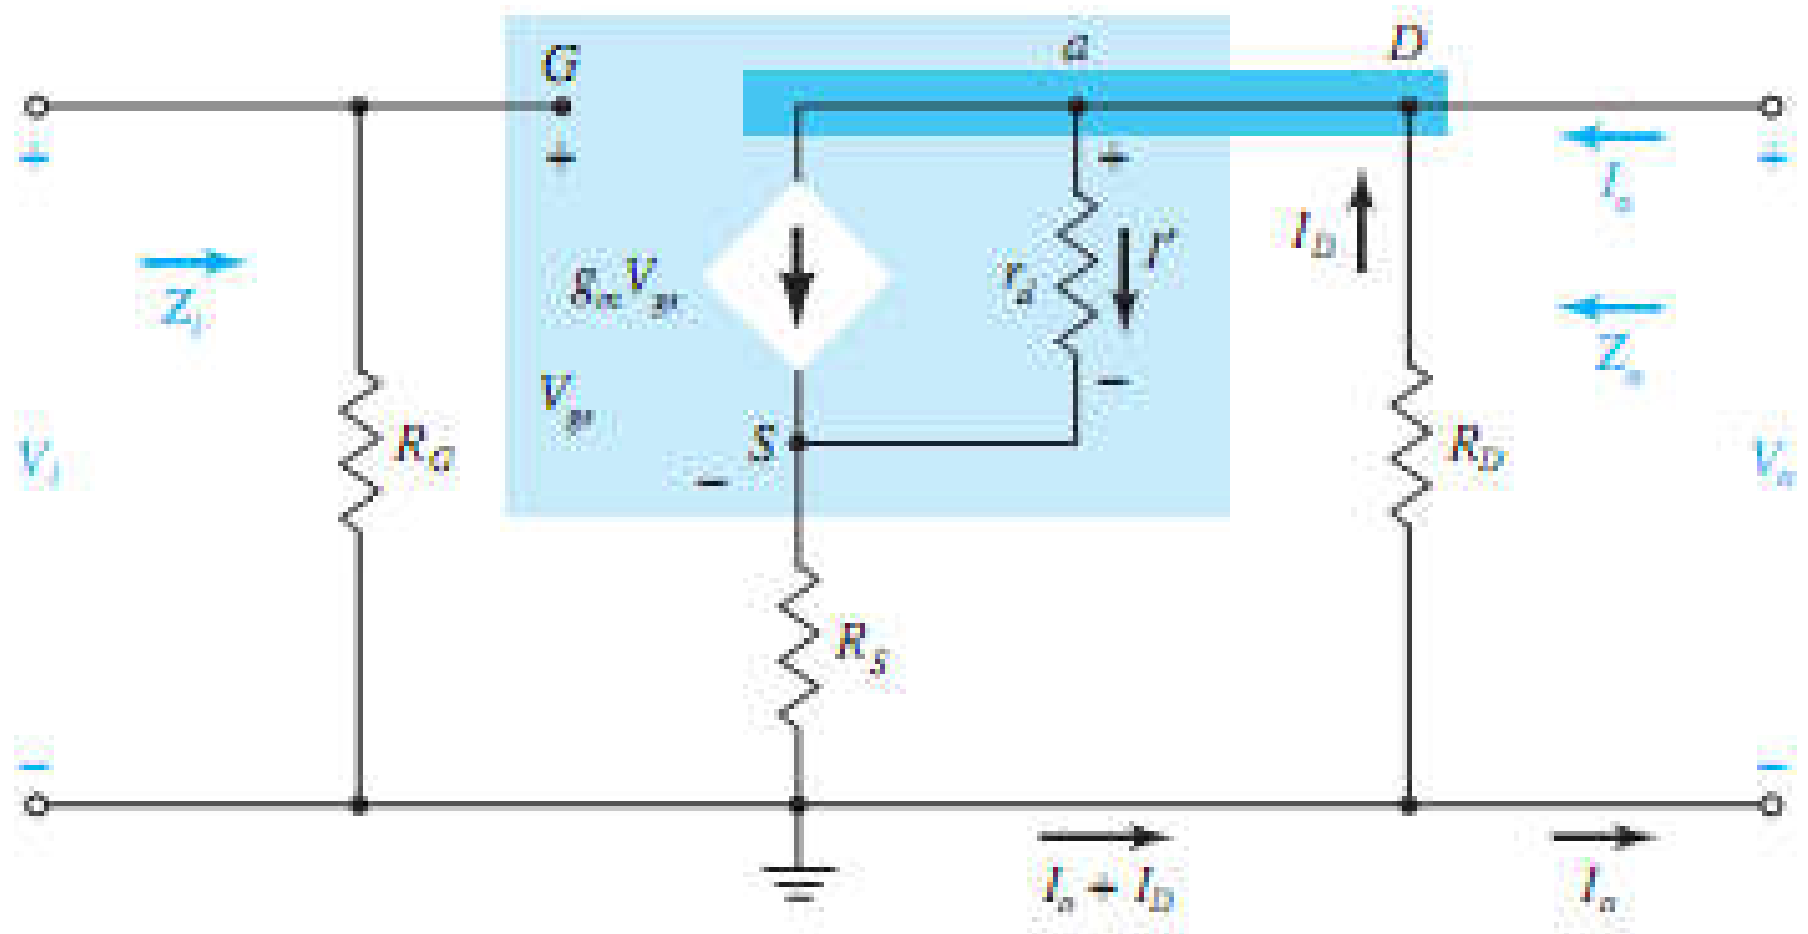 G
a
D
+
+
+
+
I_o
I_D
I'
Z_i
g_m V_gs
r_d
Z_o
−
V_gs
S
−
V_i
R_G
R_D
V_o
R_S
−
−
I_o + I_D
I_o